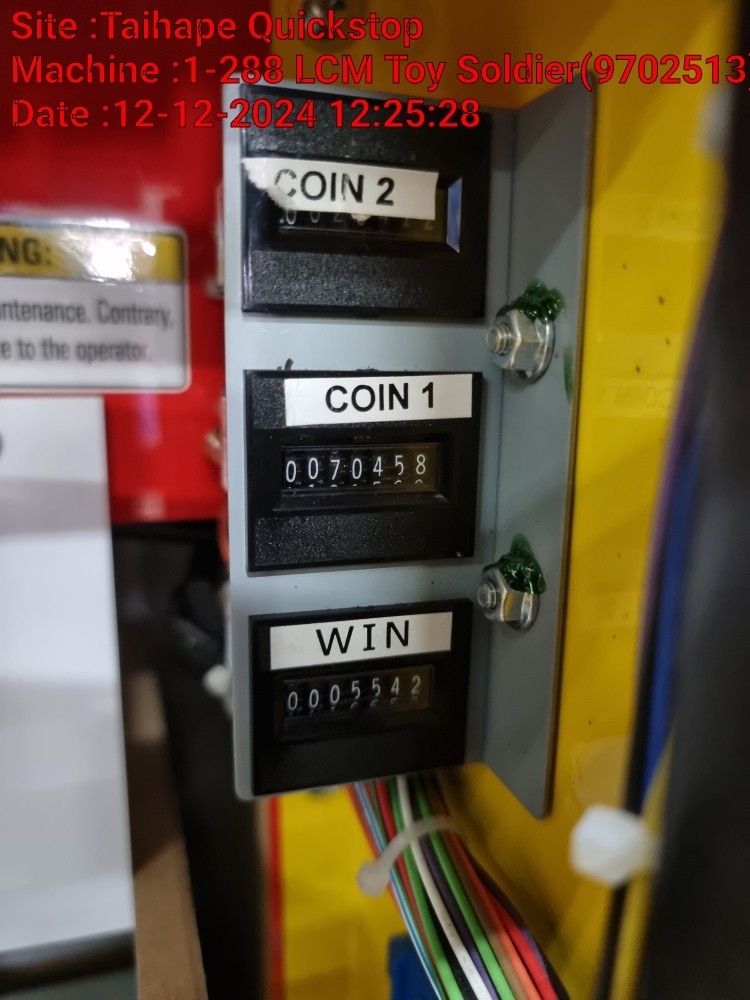 Site :Taihape Quickstop
Machine :1-288 LCM Toy Soldier(9702513)
Date :12-12-2024 12:25:28
COIN 2
NG:
ntenance. Contrary,
e to the operator.
COIN 1
0070458
WIN
0005542